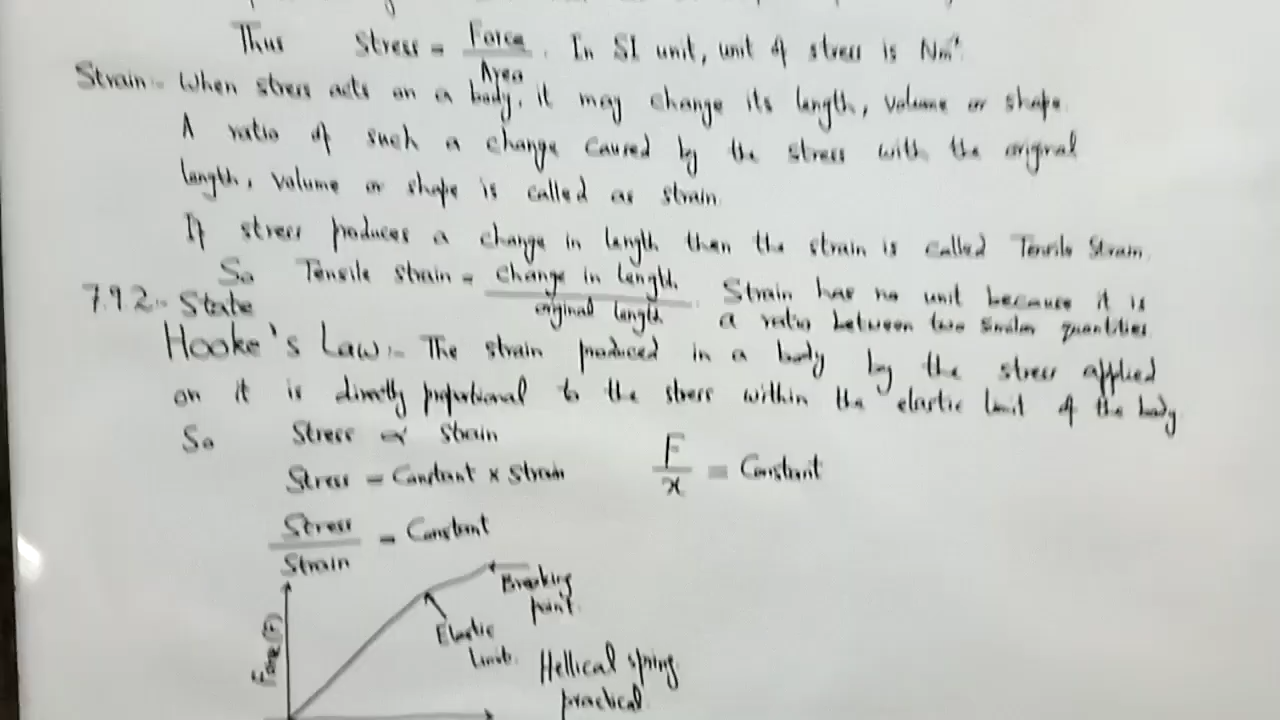 Thus Stress = Force / Area . In SI unit, unit of stress is Nm⁻²
Strain:- When stress acts on a body, it may change its length, volume or shape.
A ratio of such a change caused by the stress with the original
length, volume or shape is called as strain
If stress produces a change in length then the strain is called Tensile Strain.
So Tensile strain = change in length / original length . Strain has no unit because it is
a ratio between two similar quantities
7.9.2:- State
Hooke's Law:- The strain produced in a body by the stress applied
on it is directly proportional to the stress within the elastic limit of the body
So Stress ∝ strain
Stress = Constant × Strain F / x = Constant
Stress / Strain = Constant
Breaking
point.
Elastic
limit.
Force (F)
Hellical spring
practical